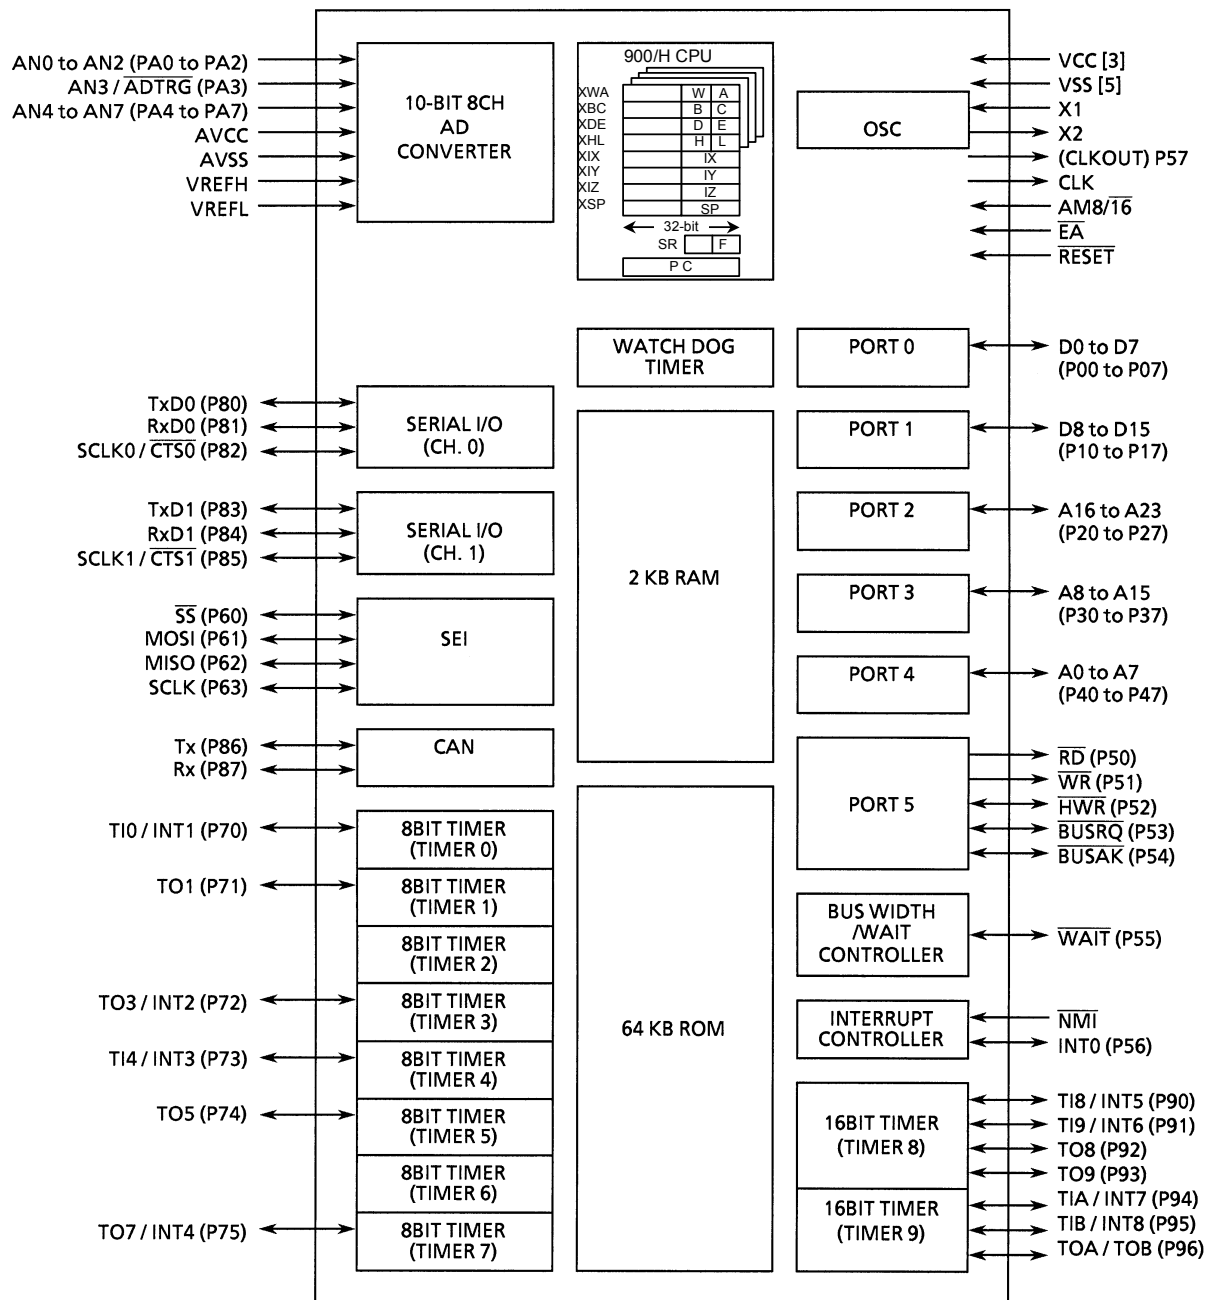 AN0 to AN2 (PA0 to PA2)
AN3 / ADTRG (PA3)
AN4 to AN7 (PA4 to PA7)
AVCC
AVSS
VREFH
VREFL
10-BIT 8CH
AD
CONVERTER
900/H CPU
XWA W A
XBC B C
XDE D E
XHL H L
XIX IX
XIY IY
XIZ IZ
XSP SP
32-bit
SR F
P C
OSC
VCC [3]
VSS [5]
X1
X2
(CLKOUT) P57
CLK
AM8/16
EA
RESET
WATCH DOG
TIMER
PORT 0
D0 to D7
(P00 to P07)
TxD0 (P80)
RxD0 (P81)
SCLK0 / CTS0 (P82)
SERIAL I/O
(CH. 0)
PORT 1
D8 to D15
(P10 to P17)
TxD1 (P83)
RxD1 (P84)
SCLK1 / CTS1 (P85)
SERIAL I/O
(CH. 1)
2 KB RAM
PORT 2
A16 to A23
(P20 to P27)
PORT 3
A8 to A15
(P30 to P37)
SS (P60)
MOSI (P61)
MISO (P62)
SCLK (P63)
SEI
PORT 4
A0 to A7
(P40 to P47)
Tx (P86)
Rx (P87)
CAN
PORT 5
RD (P50)
WR (P51)
HWR (P52)
BUSRQ (P53)
BUSAK (P54)
TI0 / INT1 (P70)
8BIT TIMER
(TIMER 0)
TO1 (P71)
8BIT TIMER
(TIMER 1)
8BIT TIMER
(TIMER 2)
TO3 / INT2 (P72)
8BIT TIMER
(TIMER 3)
TI4 / INT3 (P73)
8BIT TIMER
(TIMER 4)
TO5 (P74)
8BIT TIMER
(TIMER 5)
8BIT TIMER
(TIMER 6)
TO7 / INT4 (P75)
8BIT TIMER
(TIMER 7)
64 KB ROM
BUS WIDTH
/WAIT
CONTROLLER
WAIT (P55)
INTERRUPT
CONTROLLER
NMI
INT0 (P56)
16BIT TIMER
(TIMER 8)
TI8 / INT5 (P90)
TI9 / INT6 (P91)
TO8 (P92)
TO9 (P93)
16BIT TIMER
(TIMER 9)
TIA / INT7 (P94)
TIB / INT8 (P95)
TOA / TOB (P96)